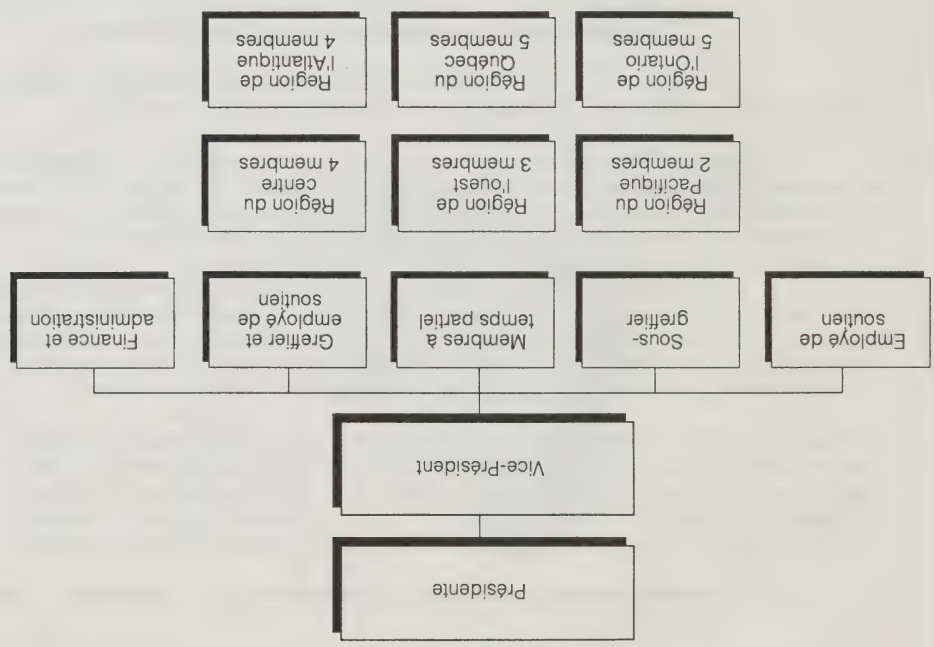 Présidente
Vice-Président
Employé de
soutien
Sous-
greffier
Membres à
temps partiel
Greffier et
employé de
soutien
Finance et
administration
Région du
Pacifique
2 membres
Région de
l'ouest
3 membres
Région du
centre
4 membres
Région de
l'Ontario
5 membres
Région du
Québec
5 membres
Région de
l'Atlantique
4 membres